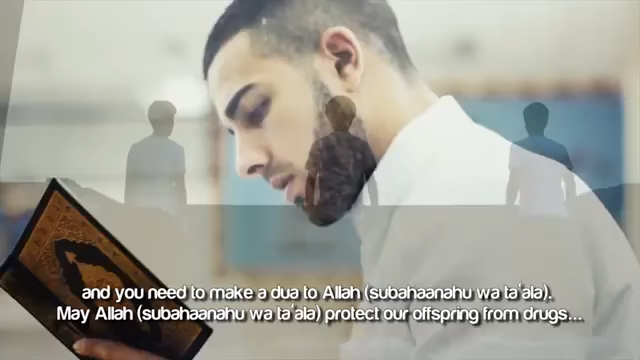 and you need to make a dua to Allah (subahaanahu wa ta'ala).
May Allah (subahaanahu wa ta'ala) protect our offspring from drugs...